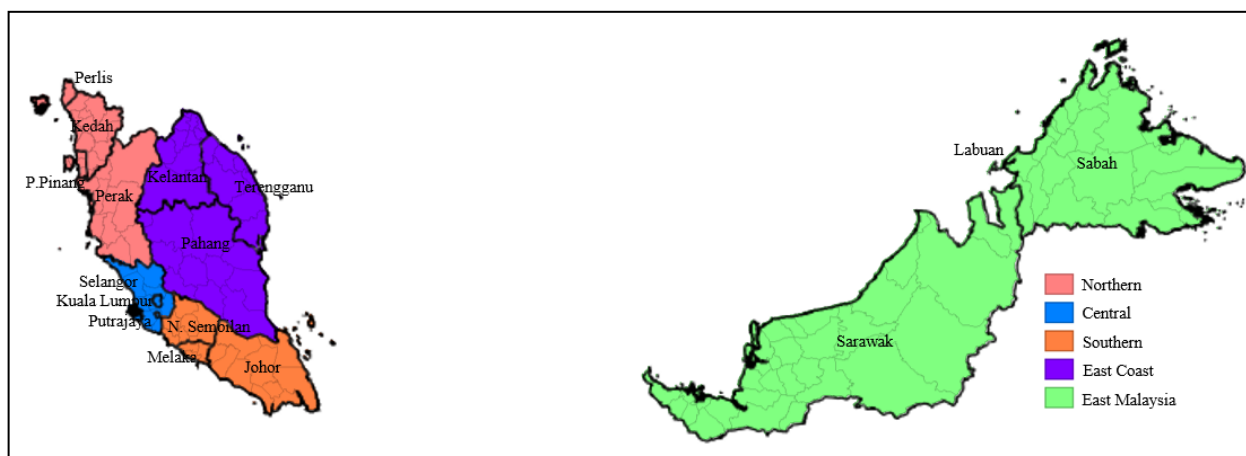 Perlis
Kedah
P.Pinang
Perak
Kelantan
Terengganu
Pahang
Selangor
Kuala Lumpur
Putrajaya
N. Sembilan
Melaka
Johor
Labuan
Sabah
Sarawak
Northern
Central
Southern
East Coast
East Malaysia